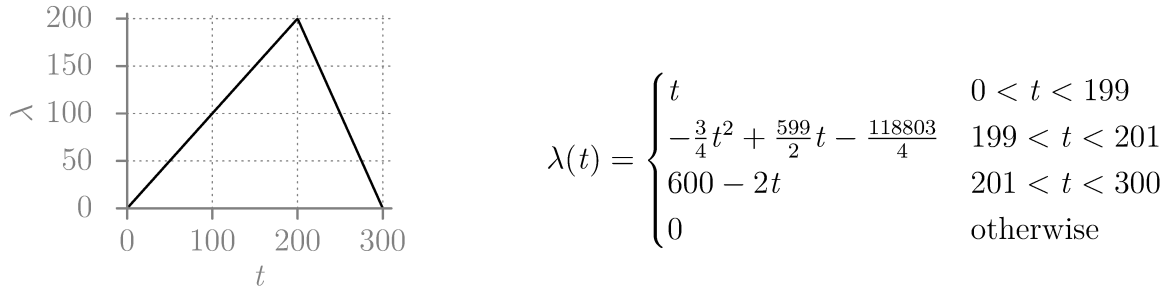 200
150
100
50
0
λ
0 100 200 300
t
λ(t) = { t 0 < t < 199
−3/4 t² + 599/2 t − 118803/4 199 < t < 201
600 − 2t 201 < t < 300
0 otherwise